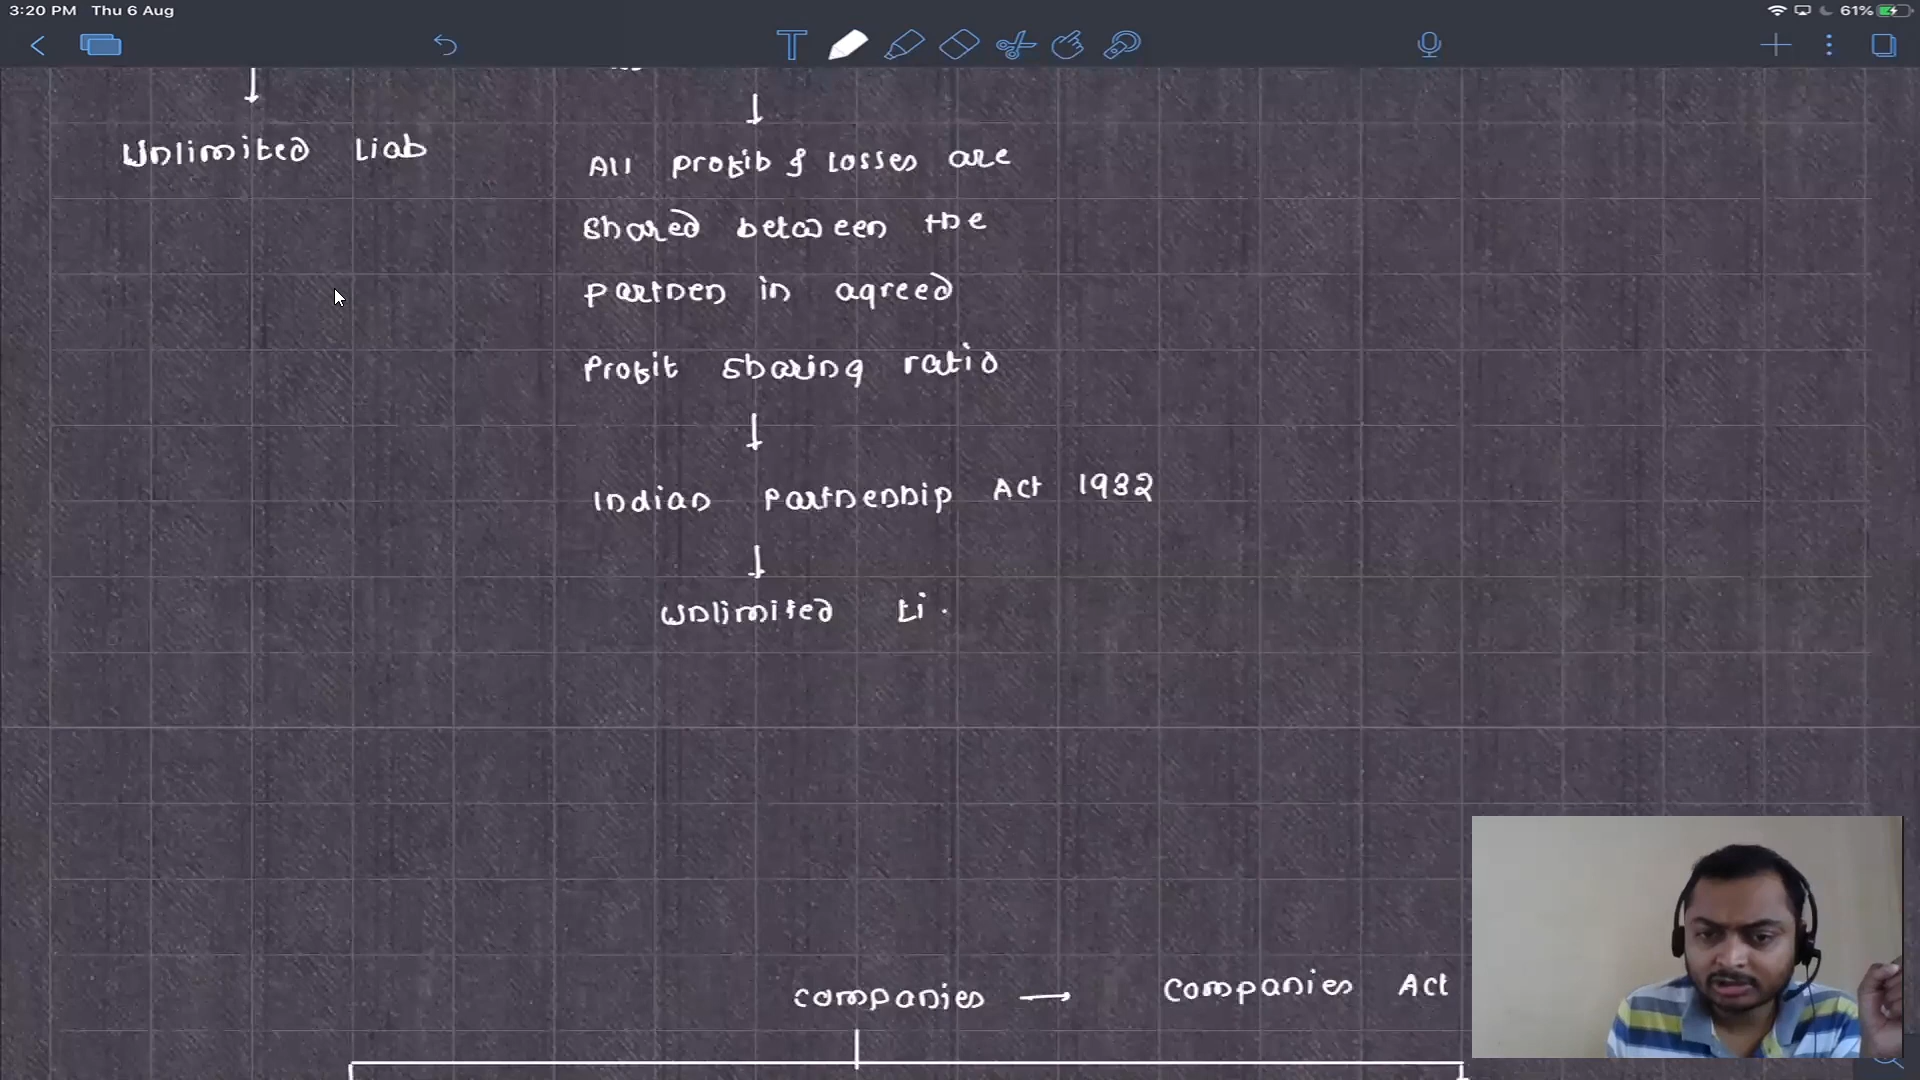 3:20 PM Thu 6 Aug
61%
T
Unlimited Liab
All profit & Losses are
shared between the
partners in agreed
Profit sharing ratio
Indian Partnership Act 1932
Unlimited Li.
companies → Companies Act